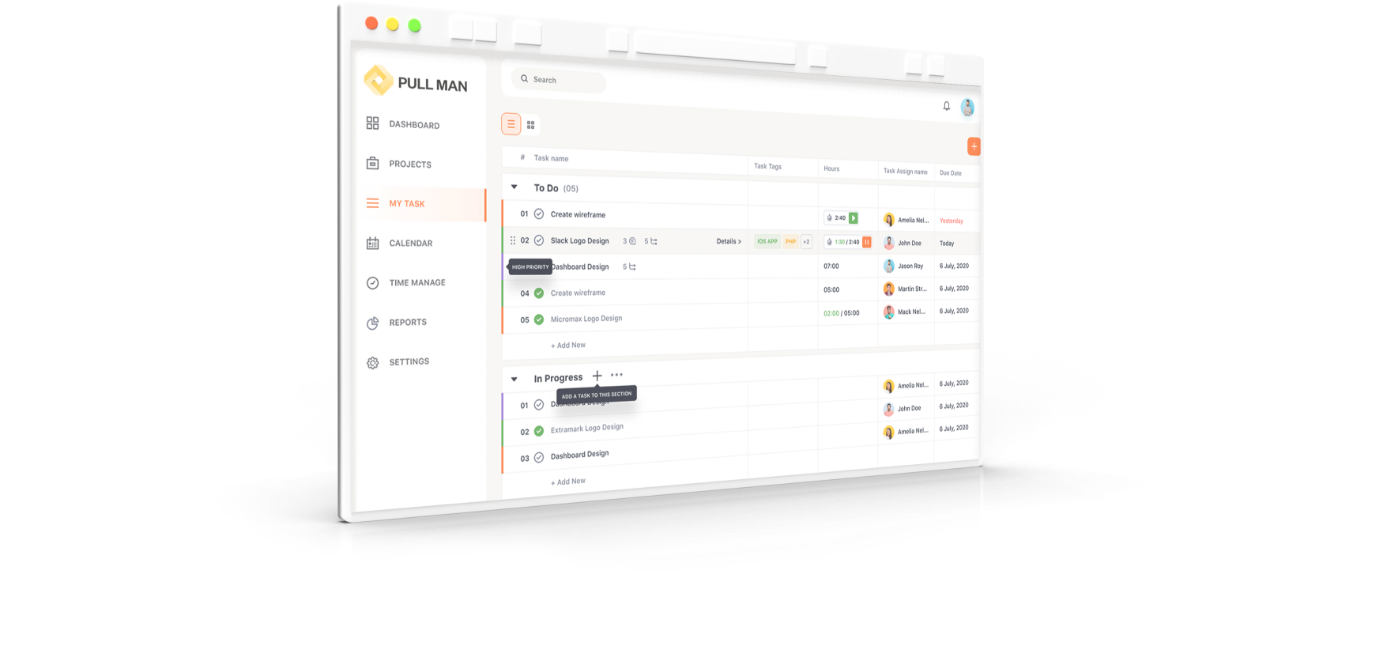 PULL MAN
Search
DASHBOARD
PROJECTS
MY TASK
CALENDAR
TIME MANAGE
REPORTS
SETTINGS
# Task name Task Tags Hours Task Assign name Due Date
To Do (05)
01 Create wireframe 2:40 Amelia Nel... Yesterday
02 Slack Logo Design 3 5 Details > IOS APP PHP +2 1:30 / 2:40 John Doe Today
HIGH PRIORITY Dashboard Design 5 07:00 Jason Roy 6 July, 2020
04 Create wireframe 05:00 Martin Str... 6 July, 2020
05 Micromax Logo Design 02:00 / 05:00 Mack Nel... 6 July, 2020
+ Add New
In Progress + ...
ADD A TASK TO THIS SECTION
01 Dashboard Design Amelia Nel... 6 July, 2020
02 Extramark Logo Design John Doe 6 July, 2020
03 Dashboard Design Amelia Nel... 6 July, 2020
+ Add New